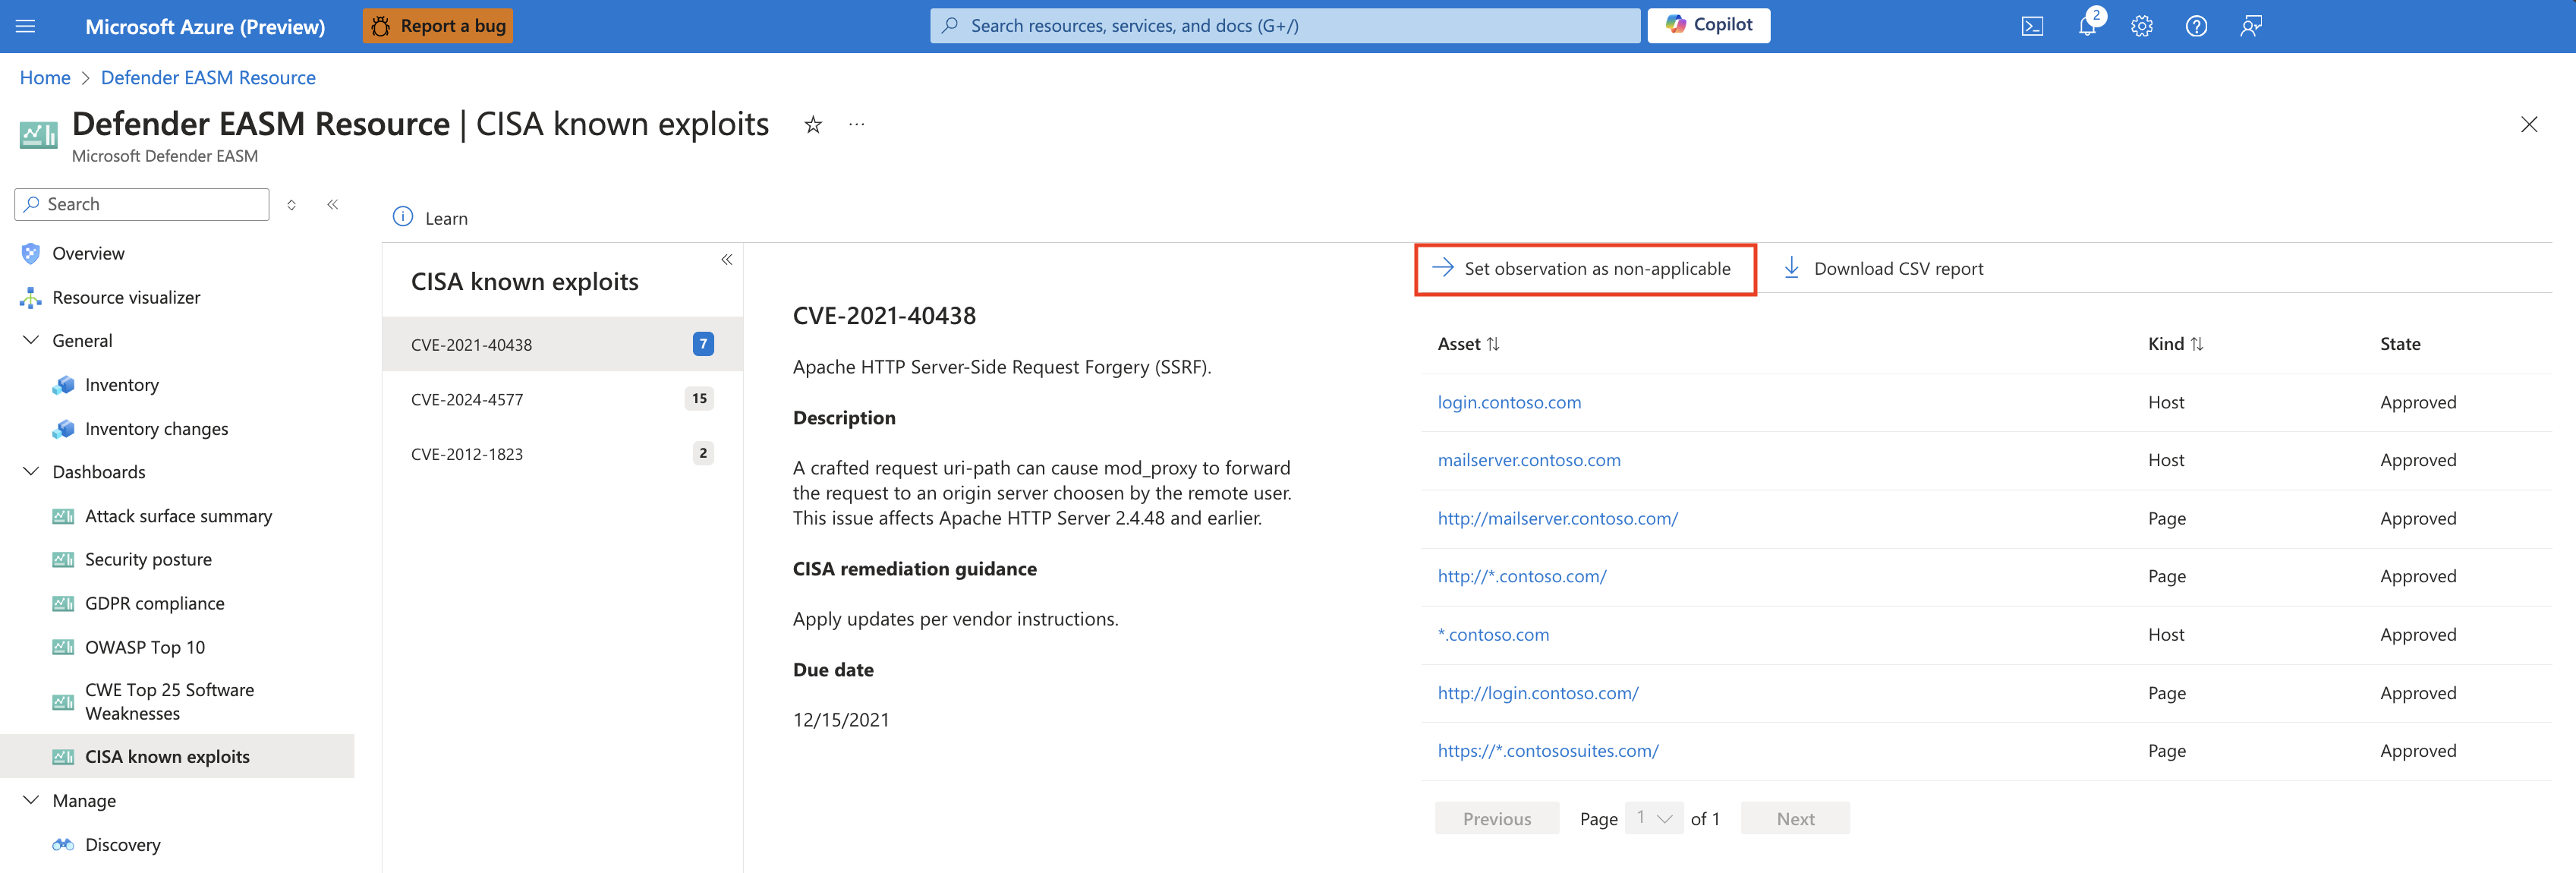 Microsoft Azure (Preview)
Report a bug
Search resources, services, and docs (G+/)
Copilot
2
Home > Defender EASM Resource
Defender EASM Resource | CISA known exploits
...
Microsoft Defender EASM
Search
Overview
Resource visualizer
General
Inventory
Inventory changes
Dashboards
Attack surface summary
Security posture
GDPR compliance
OWASP Top 10
CWE Top 25 Software
Weaknesses
CISA known exploits
Manage
Discovery
Learn
CISA known exploits
CVE-2021-40438 7
CVE-2024-4577 15
CVE-2012-1823 2
CVE-2021-40438
Apache HTTP Server-Side Request Forgery (SSRF).
Description
A crafted request uri-path can cause mod_proxy to forward
the request to an origin server choosen by the remote user.
This issue affects Apache HTTP Server 2.4.48 and earlier.
CISA remediation guidance
Apply updates per vendor instructions.
Due date
12/15/2021
Set observation as non-applicable
Download CSV report
Asset Kind State
login.contoso.com Host Approved
mailserver.contoso.com Host Approved
http://mailserver.contoso.com/ Page Approved
http://*.contoso.com/ Page Approved
*.contoso.com Host Approved
http://login.contoso.com/ Page Approved
https://*.contososuites.com/ Page Approved
Previous Page 1 of 1 Next